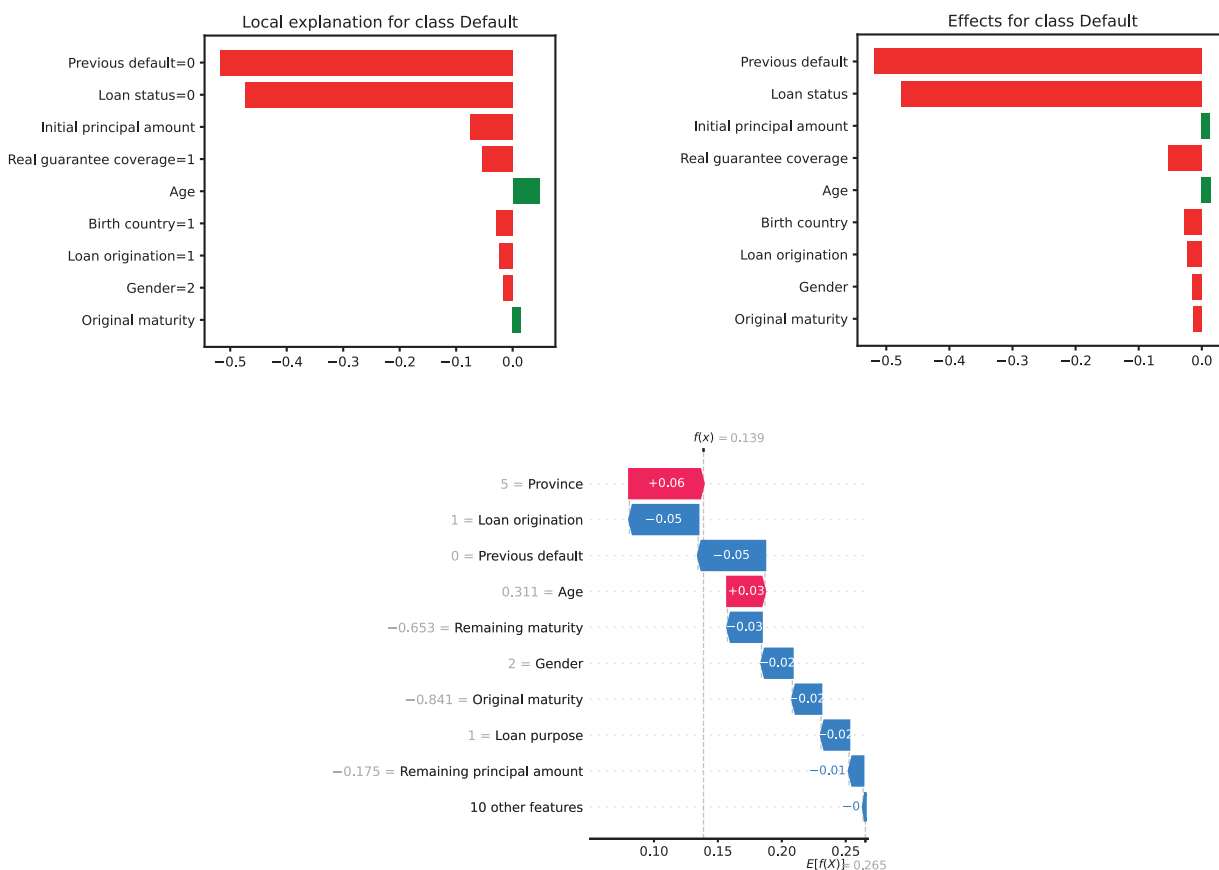 Local explanation for class Default
Previous default=0
Loan status=0
Initial principal amount
Real guarantee coverage=1
Age
Birth country=1
Loan origination=1
Gender=2
Original maturity
−0.5 −0.4 −0.3 −0.2 −0.1 0.0
Effects for class Default
Previous default
Loan status
Initial principal amount
Real guarantee coverage
Age
Birth country
Loan origination
Gender
Original maturity
−0.5 −0.4 −0.3 −0.2 −0.1 0.0
f(x) = 0.139
5 = Province +0.06
1 = Loan origination −0.05
0 = Previous default −0.05
0.311 = Age +0.03
−0.653 = Remaining maturity −0.03
2 = Gender −0.02
−0.841 = Original maturity −0.02
1 = Loan purpose −0.02
−0.175 = Remaining principal amount −0.01
10 other features −0
0.10 0.15 0.20 0.25
E[f(X)] = 0.265